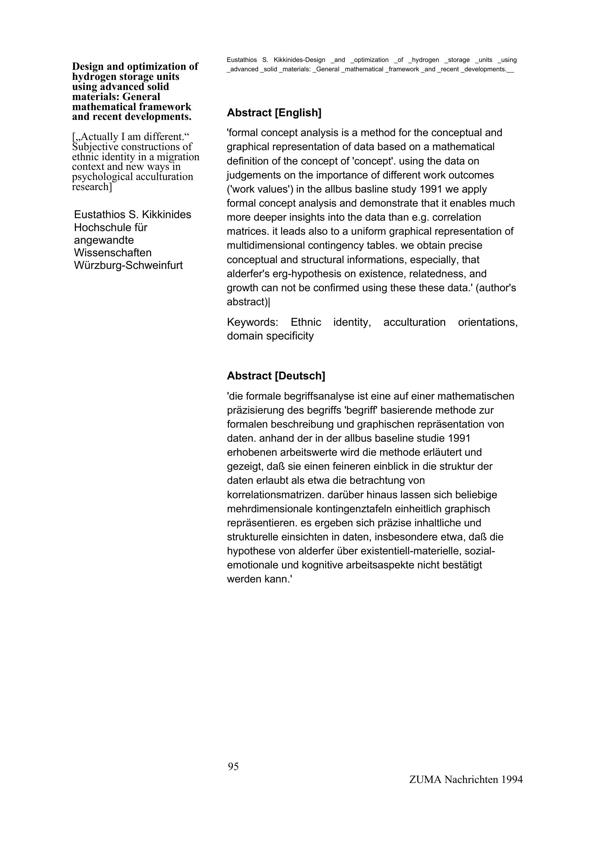 Design and optimization of
hydrogen storage units
using advanced solid
materials: General
mathematical framework
and recent developments.
[„Actually I am different.“
Subjective constructions of
ethnic identity in a migration
context and new ways in
psychological acculturation
research]
Eustathios S. Kikkinides
Hochschule für
angewandte
Wissenschaften
Würzburg-Schweinfurt
Eustathios S. Kikkinides-Design _and _optimization _of _hydrogen _storage _units _using
_advanced _solid _materials: _General _mathematical _framework _and _recent _developments.__
Abstract [English]
'formal concept analysis is a method for the conceptual and
graphical representation of data based on a mathematical
definition of the concept of 'concept'. using the data on
judgements on the importance of different work outcomes
('work values') in the allbus basline study 1991 we apply
formal concept analysis and demonstrate that it enables much
more deeper insights into the data than e.g. correlation
matrices. it leads also to a uniform graphical representation of
multidimensional contingency tables. we obtain precise
conceptual and structural informations, especially, that
alderfer's erg-hypothesis on existence, relatedness, and
growth can not be confirmed using these these data.' (author's
abstract)|
Keywords: Ethnic identity, acculturation orientations,
domain specificity
Abstract [Deutsch]
'die formale begriffsanalyse ist eine auf einer mathematischen
präzisierung des begriffs 'begriff' basierende methode zur
formalen beschreibung und graphischen repräsentation von
daten. anhand der in der allbus baseline studie 1991
erhobenen arbeitswerte wird die methode erläutert und
gezeigt, daß sie einen feineren einblick in die struktur der
daten erlaubt als etwa die betrachtung von
korrelationsmatrizen. darüber hinaus lassen sich beliebige
mehrdimensionale kontingenztafeln einheitlich graphisch
repräsentieren. es ergeben sich präzise inhaltliche und
strukturelle einsichten in daten, insbesondere etwa, daß die
hypothese von alderfer über existentiell-materielle, sozial-
emotionale und kognitive arbeitsaspekte nicht bestätigt
werden kann.'
95
ZUMA Nachrichten 1994